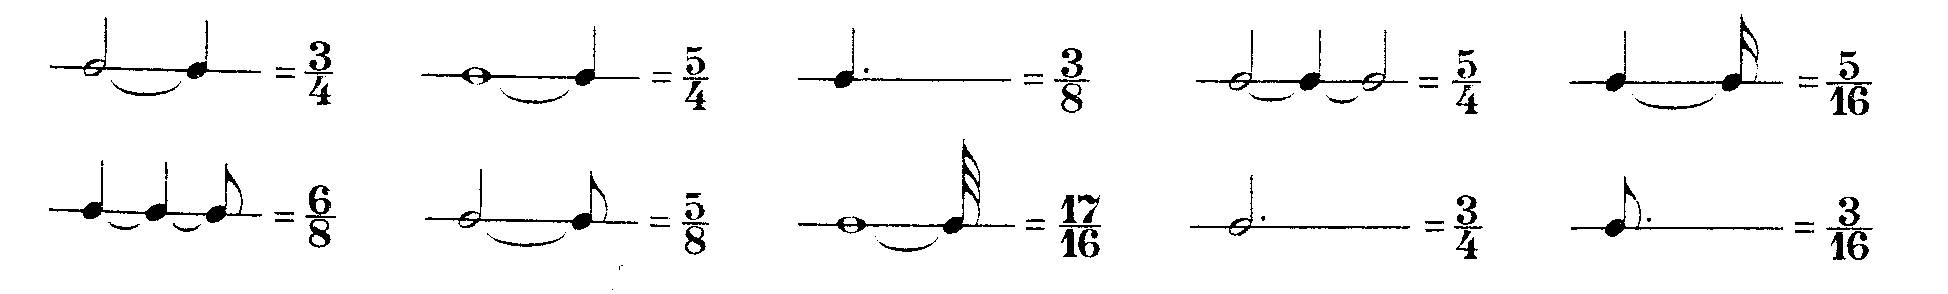 = 3/4 = 5/4 = 3/8 = 5/4 = 5/16
= 6/8 = 5/8 = 17/16 = 3/4 = 3/16